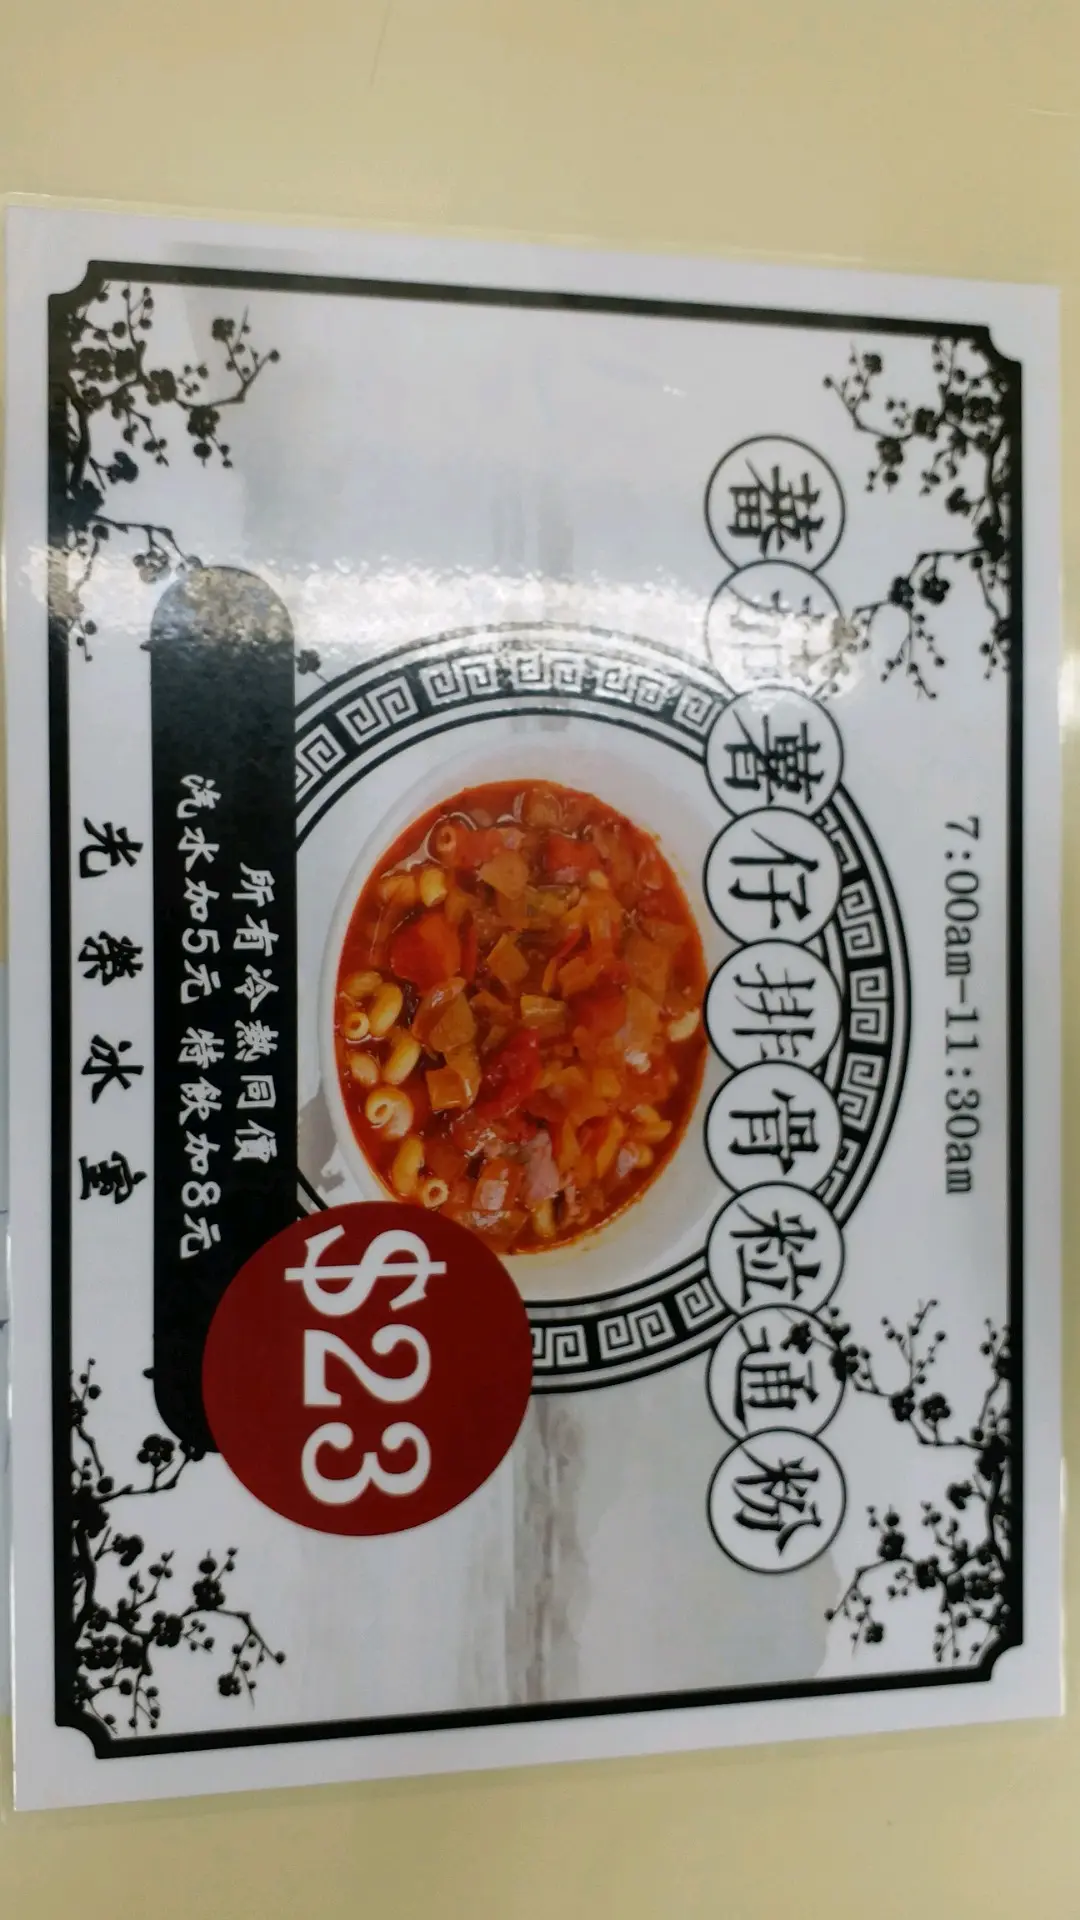 7:00am-11:30am
蕃茄薯仔排骨粒通粉
$23
所有冷熱同價
汽水加5元 特飲加8元
光榮冰室